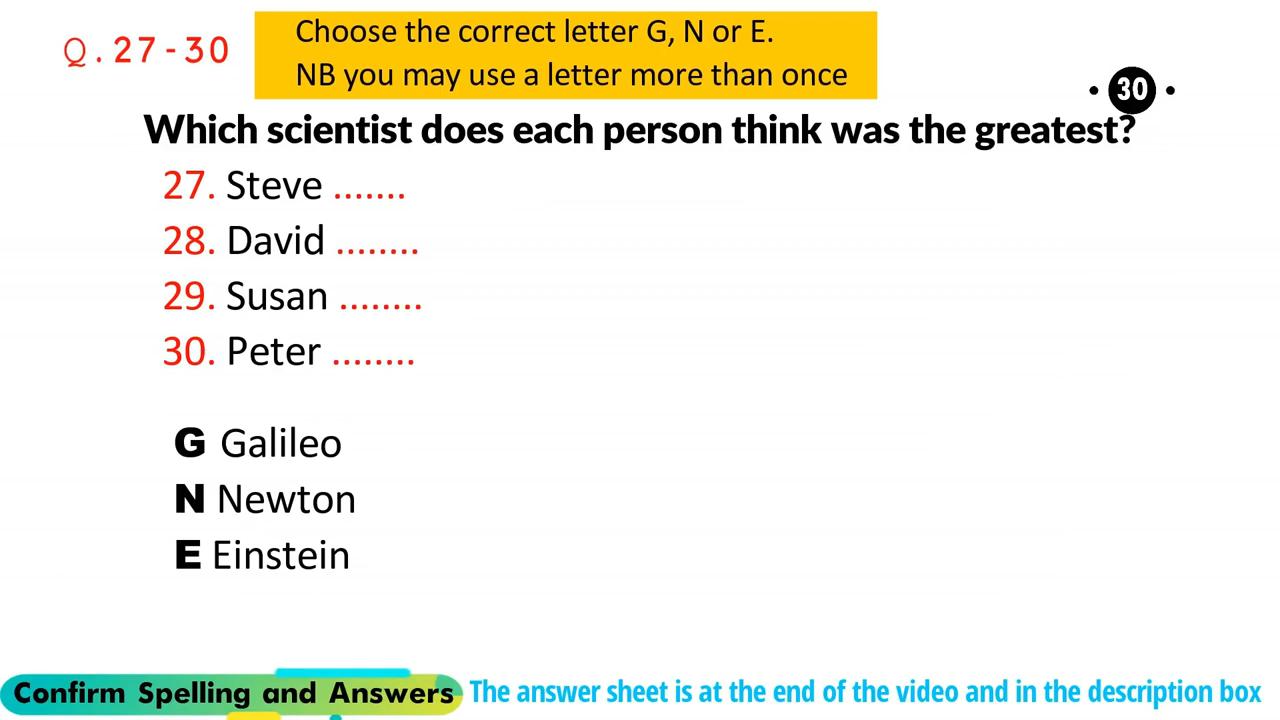 Q. 27-30
Choose the correct letter G, N or E.
NB you may use a letter more than once
30
Which scientist does each person think was the greatest?
27. Steve .......
28. David ........
29. Susan ........
30. Peter ........
G Galileo
N Newton
E Einstein
Confirm Spelling and Answers The answer sheet is at the end of the video and in the description box